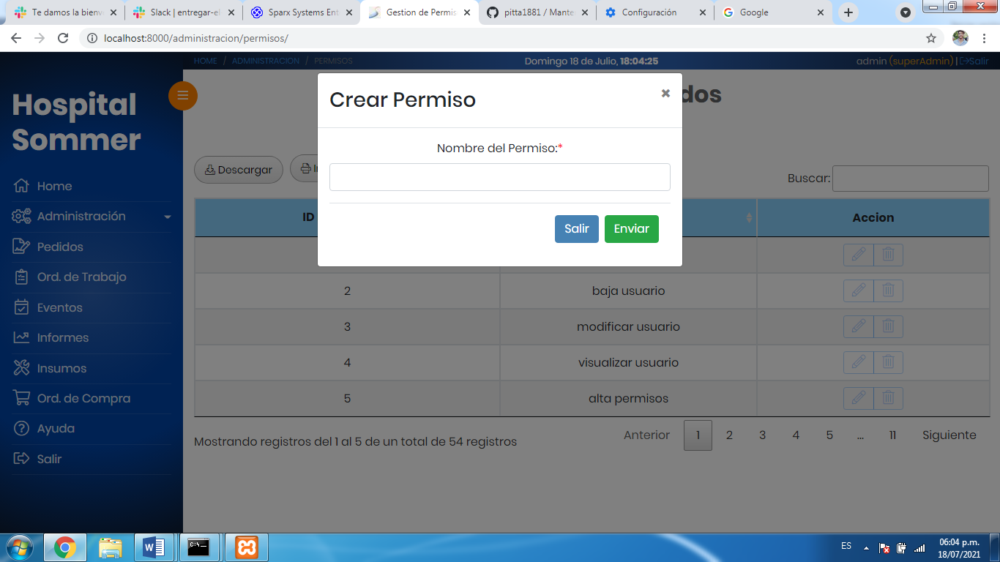 Te damos la bienv
Slack | entregar-el
Sparx Systems Ent
Gestion de Permis
pitta1881 / Mante
Configuración
Google
localhost:8000/administracion/permisos/
HOME / ADMINISTRACION / PERMISOS
Domingo 18 de Julio, 18:04:25
admin (superAdmin) | Salir
Hospital
Sommer
Home
Administración
Pedidos
Ord. de Trabajo
Eventos
Informes
Insumos
Ord. de Compra
Ayuda
Salir
dos
Crear Permiso
×
Nombre del Permiso:*
Salir
Enviar
Descargar
Buscar:
ID
Accion
2
baja usuario
3
modificar usuario
4
visualizar usuario
5
alta permisos
Mostrando registros del 1 al 5 de un total de 54 registros
Anterior 1 2 3 4 5 ... 11 Siguiente
ES
06:04 p.m.
18/07/2021